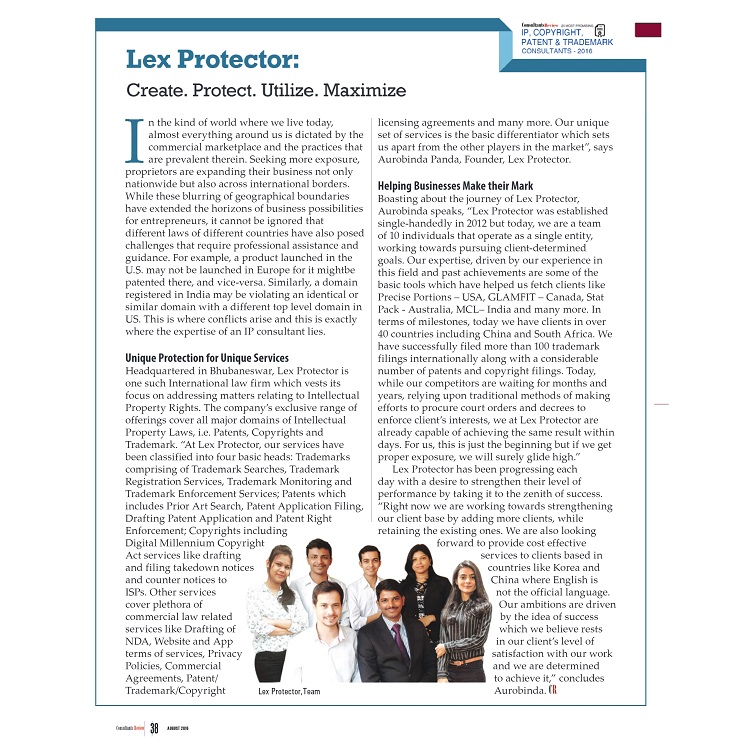 ConsultantsReview 20 MOST PROMISING
IP, COPYRIGHT,
PATENT & TRADEMARK
CONSULTANTS - 2016
Lex Protector:
Create. Protect. Utilize. Maximize
In the kind of world where we live today,
almost everything around us is dictated by the
commercial marketplace and the practices that
are prevalent therein. Seeking more exposure,
proprietors are expanding their business not only
nationwide but also across international borders.
While these blurring of geographical boundaries
have extended the horizons of business possibilities
for entrepreneurs, it cannot be ignored that
different laws of different countries have also posed
challenges that require professional assistance and
guidance. For example, a product launched in the
U.S. may not be launched in Europe for it mightbe
patented there, and vice-versa. Similarly, a domain
registered in India may be violating an identical or
similar domain with a different top level domain in
US. This is where conflicts arise and this is exactly
where the expertise of an IP consultant lies.
Unique Protection for Unique Services
Headquartered in Bhubaneswar, Lex Protector is
one such International law firm which vests its
focus on addressing matters relating to Intellectual
Property Rights. The company's exclusive range of
offerings cover all major domains of Intellectual
Property Laws, i.e. Patents, Copyrights and
Trademark. "At Lex Protector, our services have
been classified into four basic heads: Trademarks
comprising of Trademark Searches, Trademark
Registration Services, Trademark Monitoring and
Trademark Enforcement Services; Patents which
includes Prior Art Search, Patent Application Filing,
Drafting Patent Application and Patent Right
Enforcement; Copyrights including
Digital Millennium Copyright
Act services like drafting
and filing takedown notices
and counter notices to
ISPs. Other services
cover plethora of
commercial law related
services like Drafting of
NDA, Website and App
terms of services, Privacy
Policies, Commercial
Agreements, Patent/
Trademark/Copyright
licensing agreements and many more. Our unique
set of services is the basic differentiator which sets
us apart from the other players in the market", says
Aurobinda Panda, Founder, Lex Protector.
Helping Businesses Make their Mark
Boasting about the journey of Lex Protector,
Aurobinda speaks, "Lex Protector was established
single-handedly in 2012 but today, we are a team
of 10 individuals that operate as a single entity,
working towards pursuing client-determined
goals. Our expertise, driven by our experience in
this field and past achievements are some of the
basic tools which have helped us fetch clients like
Precise Portions – USA, GLAMFIT – Canada, Stat
Pack - Australia, MCL– India and many more. In
terms of milestones, today we have clients in over
40 countries including China and South Africa. We
have successfully filed more than 100 trademark
filings internationally along with a considerable
number of patents and copyright filings. Today,
while our competitors are waiting for months and
years, relying upon traditional methods of making
efforts to procure court orders and decrees to
enforce client's interests, we at Lex Protector are
already capable of achieving the same result within
days. For us, this is just the beginning but if we get
proper exposure, we will surely glide high."
Lex Protector has been progressing each
day with a desire to strengthen their level of
performance by taking it to the zenith of success.
"Right now we are working towards strengthening
our client base by adding more clients, while
retaining the existing ones. We are also looking
forward to provide cost effective
services to clients based in
countries like Korea and
China where English is
not the official language.
Our ambitions are driven
by the idea of success
which we believe rests
in our client's level of
satisfaction with our work
and we are determined
to achieve it," concludes
Aurobinda. CR
Lex Protector,Team
ConsultantsReview 38 AUGUST 2016